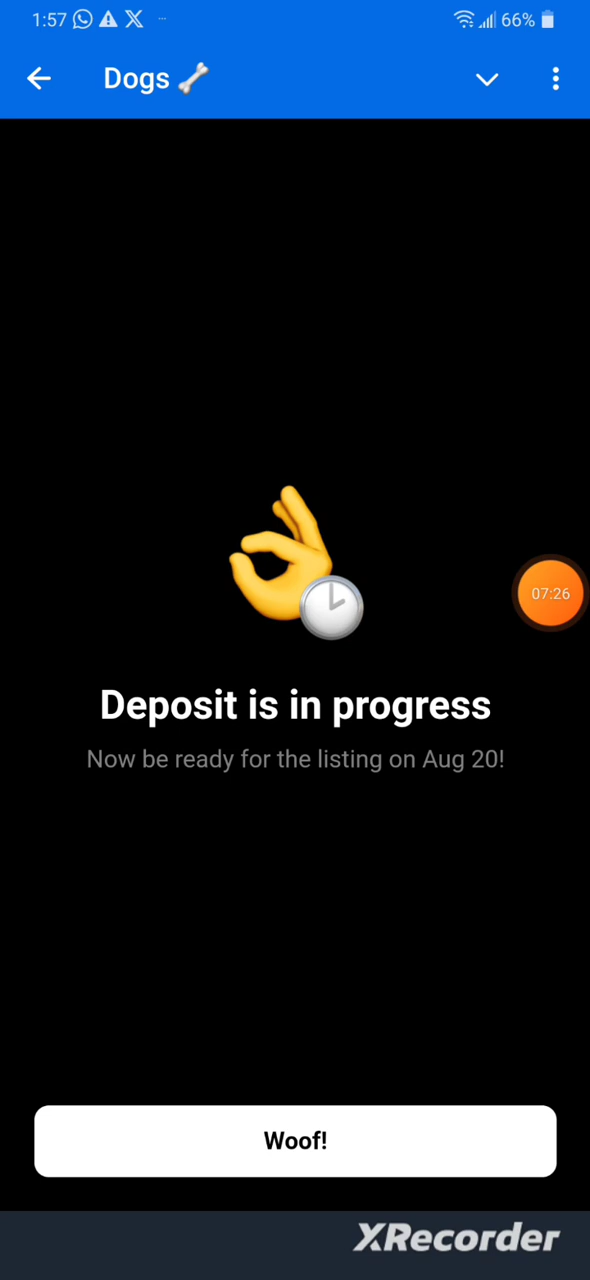 1:57 66%
Dogs
07:26
Deposit is in progress
Now be ready for the listing on Aug 20!
Woof!
XRecorder